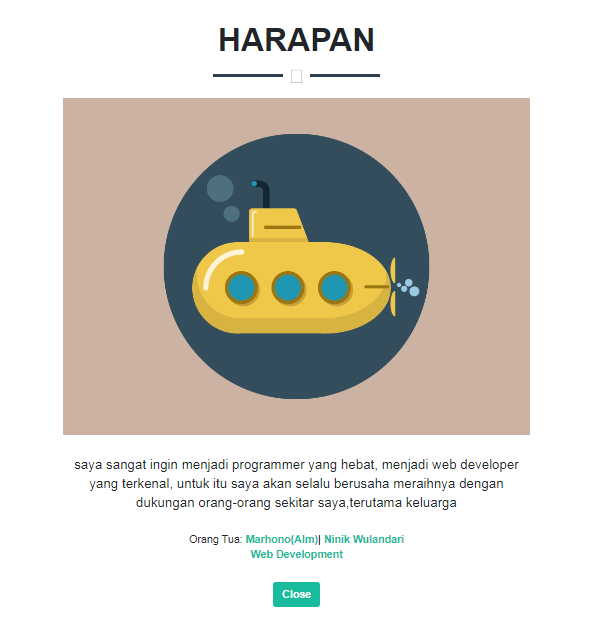 HARAPAN
saya sangat ingin menjadi programmer yang hebat, menjadi web developer
yang terkenal, untuk itu saya akan selalu berusaha meraihnya dengan
dukungan orang-orang sekitar saya,terutama keluarga
Orang Tua: Marhono(Alm)| Ninik Wulandari
Web Development
Close